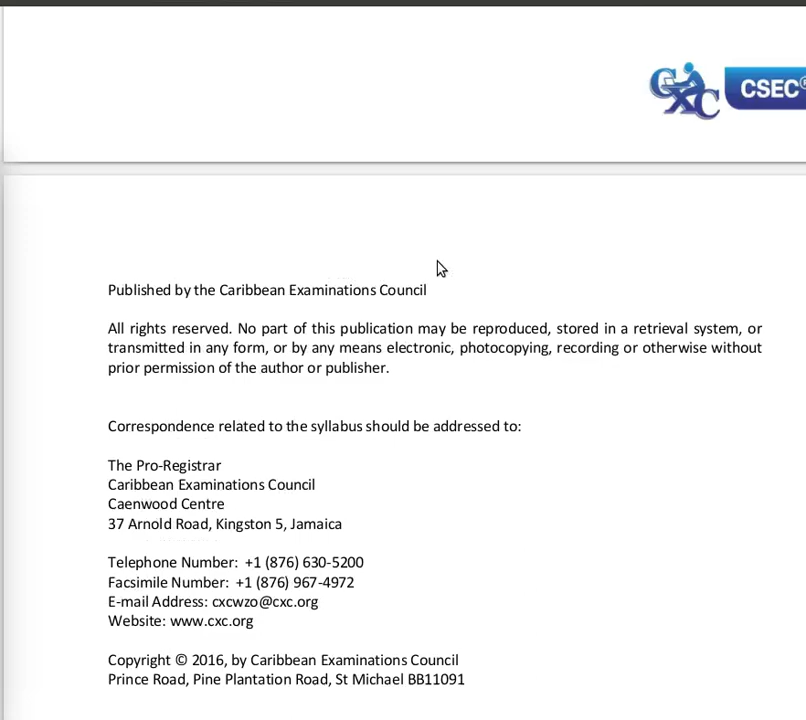 CXC CSEC®
Published by the Caribbean Examinations Council
All rights reserved. No part of this publication may be reproduced, stored in a retrieval system, or
transmitted in any form, or by any means electronic, photocopying, recording or otherwise without
prior permission of the author or publisher.
Correspondence related to the syllabus should be addressed to:
The Pro-Registrar
Caribbean Examinations Council
Caenwood Centre
37 Arnold Road, Kingston 5, Jamaica
Telephone Number: +1 (876) 630-5200
Facsimile Number: +1 (876) 967-4972
E-mail Address: cxcwzo@cxc.org
Website: www.cxc.org
Copyright © 2016, by Caribbean Examinations Council
Prince Road, Pine Plantation Road, St Michael BB11091